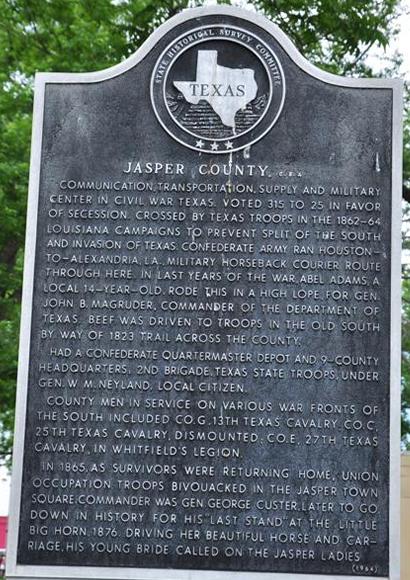 STATE HISTORICAL SURVEY COMMITTEE
TEXAS
JASPER COUNTY, C.S.A.
COMMUNICATION, TRANSPORTATION, SUPPLY AND MILITARY
CENTER IN CIVIL WAR TEXAS. VOTED 315 TO 25 IN FAVOR
OF SECESSION. CROSSED BY TEXAS TROOPS IN THE 1862-64
LOUISIANA CAMPAIGNS TO PREVENT SPLIT OF THE SOUTH
AND INVASION OF TEXAS. CONFEDERATE ARMY RAN HOUSTON-
TO-ALEXANDRIA, LA., MILITARY HORSEBACK COURIER ROUTE
THROUGH HERE. IN LAST YEARS OF THE WAR, ABEL ADAMS, A
LOCAL 14-YEAR-OLD, RODE THIS IN A HIGH LOPE, FOR GEN.
JOHN B. MAGRUDER, COMMANDER OF THE DEPARTMENT OF
TEXAS. BEEF WAS DRIVEN TO TROOPS IN THE OLD SOUTH
BY WAY OF 1823 TRAIL ACROSS THE COUNTY.
HAD A CONFEDERATE QUARTERMASTER DEPOT AND 9-COUNTY
HEADQUARTERS, 2ND BRIGADE, TEXAS STATE TROOPS, UNDER
GEN. W. M. NEYLAND, LOCAL CITIZEN.
COUNTY MEN IN SERVICE ON VARIOUS WAR FRONTS OF
THE SOUTH INCLUDED CO. G, 13TH TEXAS CAVALRY; CO. C,
25TH TEXAS CAVALRY, DISMOUNTED; CO. E, 27TH TEXAS
CAVALRY, IN WHITFIELD'S LEGION.
IN 1865, AS SURVIVORS WERE RETURNING HOME, UNION
OCCUPATION TROOPS BIVOUACKED IN THE JASPER TOWN
SQUARE. COMMANDER WAS GEN. GEORGE CUSTER, LATER TO GO
DOWN IN HISTORY FOR HIS "LAST STAND" AT THE LITTLE
BIG HORN, 1876. DRIVING HER BEAUTIFUL HORSE AND CAR-
RIAGE, HIS YOUNG BRIDE CALLED ON THE JASPER LADIES
(1964)